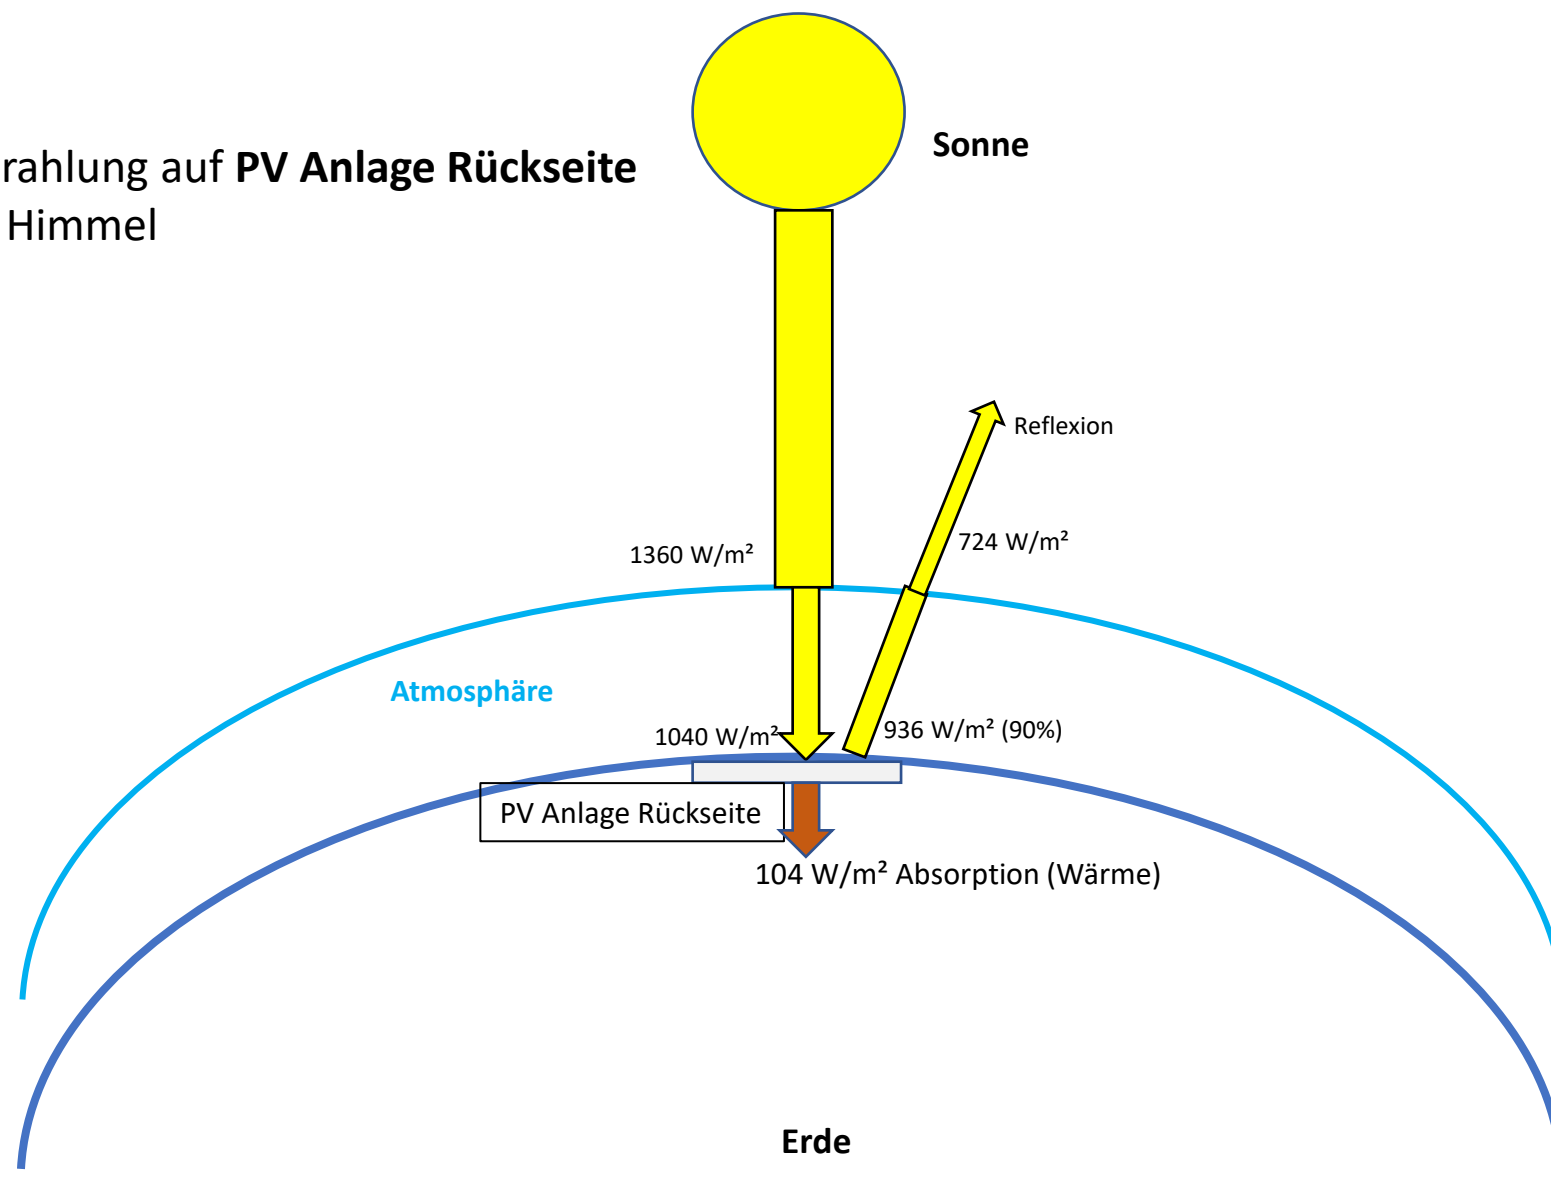 rahlung auf PV Anlage Rückseite
Himmel
Sonne
Reflexion
724 W/m²
1360 W/m²
Atmosphäre
1040 W/m²
936 W/m² (90%)
PV Anlage Rückseite
104 W/m² Absorption (Wärme)
Erde